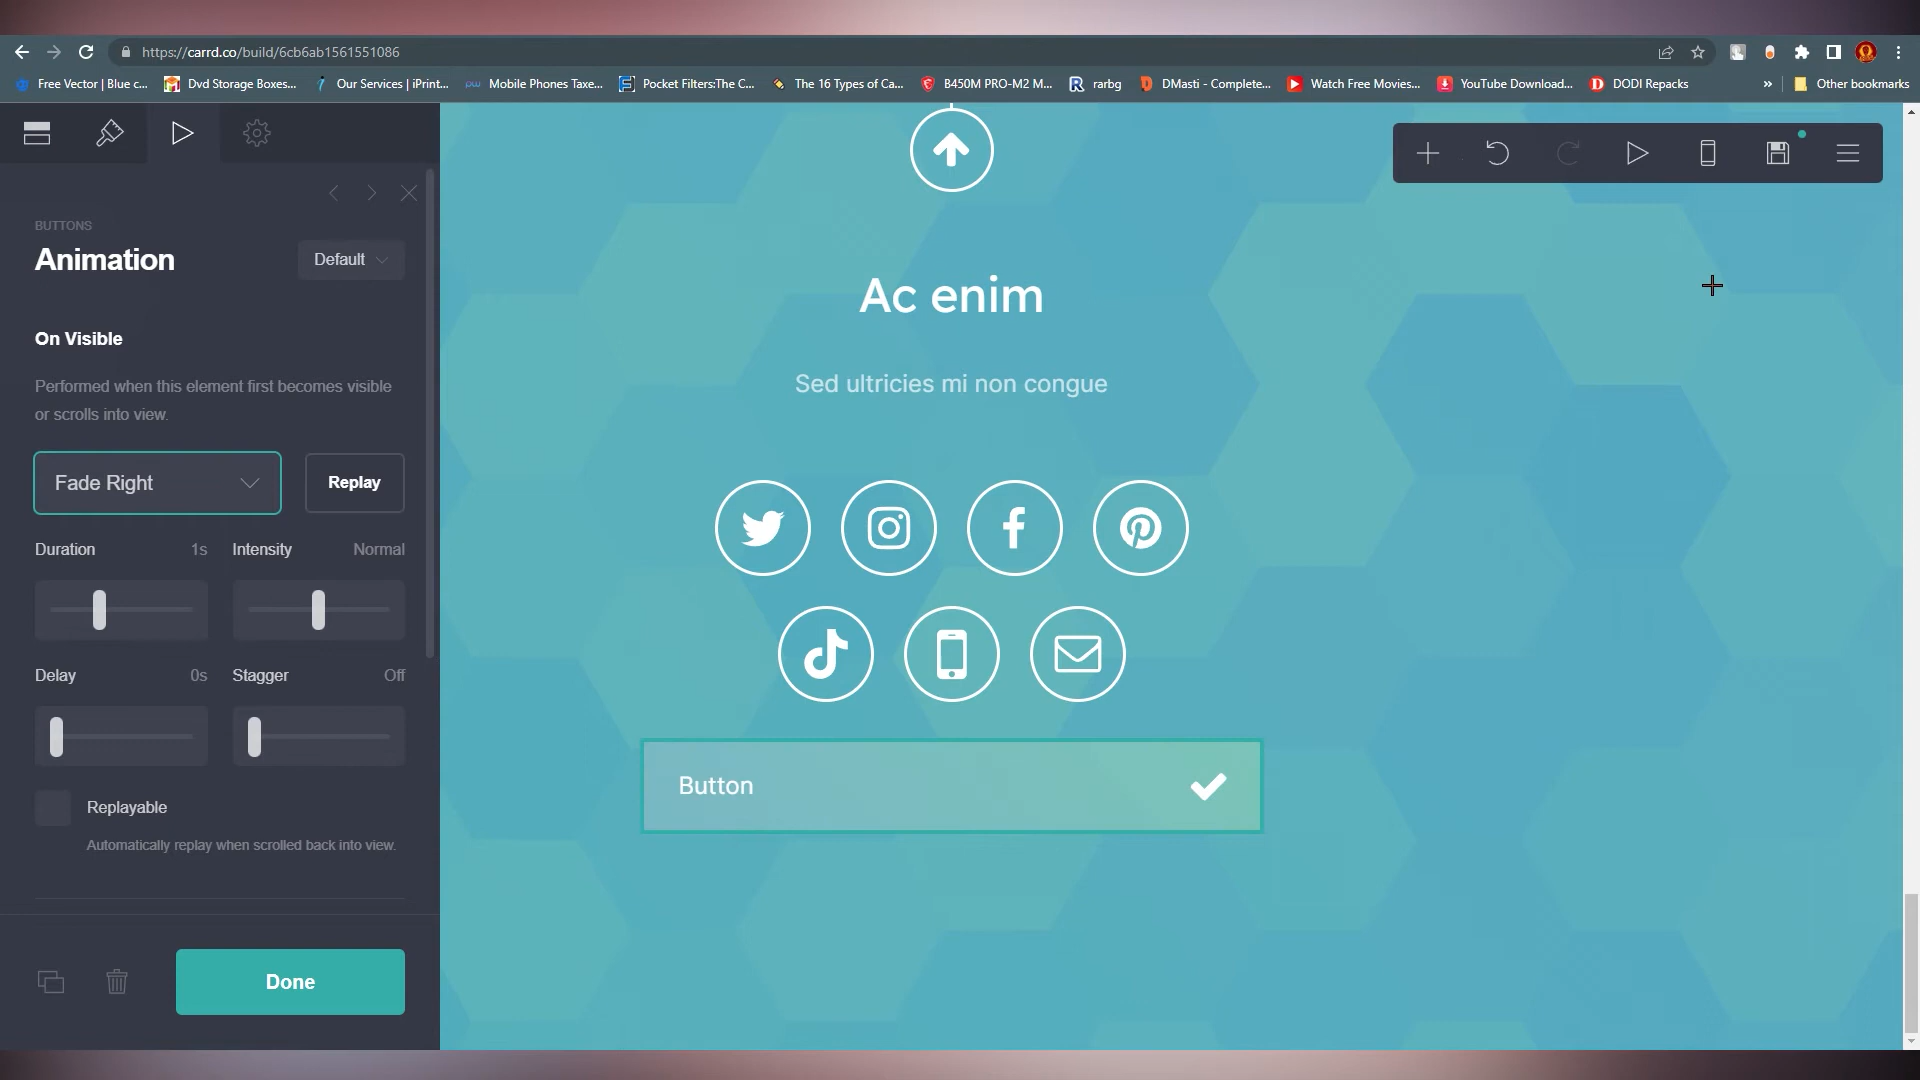 https://carrd.co/build/6cb6ab1561551086
Free Vector | Blue c...
Dvd Storage Boxes...
Our Services | iPrint...
Mobile Phones Taxe...
Pocket Filters:The C...
The 16 Types of Ca...
B450M PRO-M2 M...
rarbg
DMasti - Complete...
Watch Free Movies...
YouTube Download...
DODI Repacks
»
Other bookmarks
BUTTONS
Animation
Default
On Visible
Performed when this element first becomes visible
or scrolls into view.
Fade Right
Replay
Duration 1s
Intensity Normal
Delay 0s
Stagger Off
Replayable
Automatically replay when scrolled back into view.
Done
Ac enim
Sed ultricies mi non congue
Button